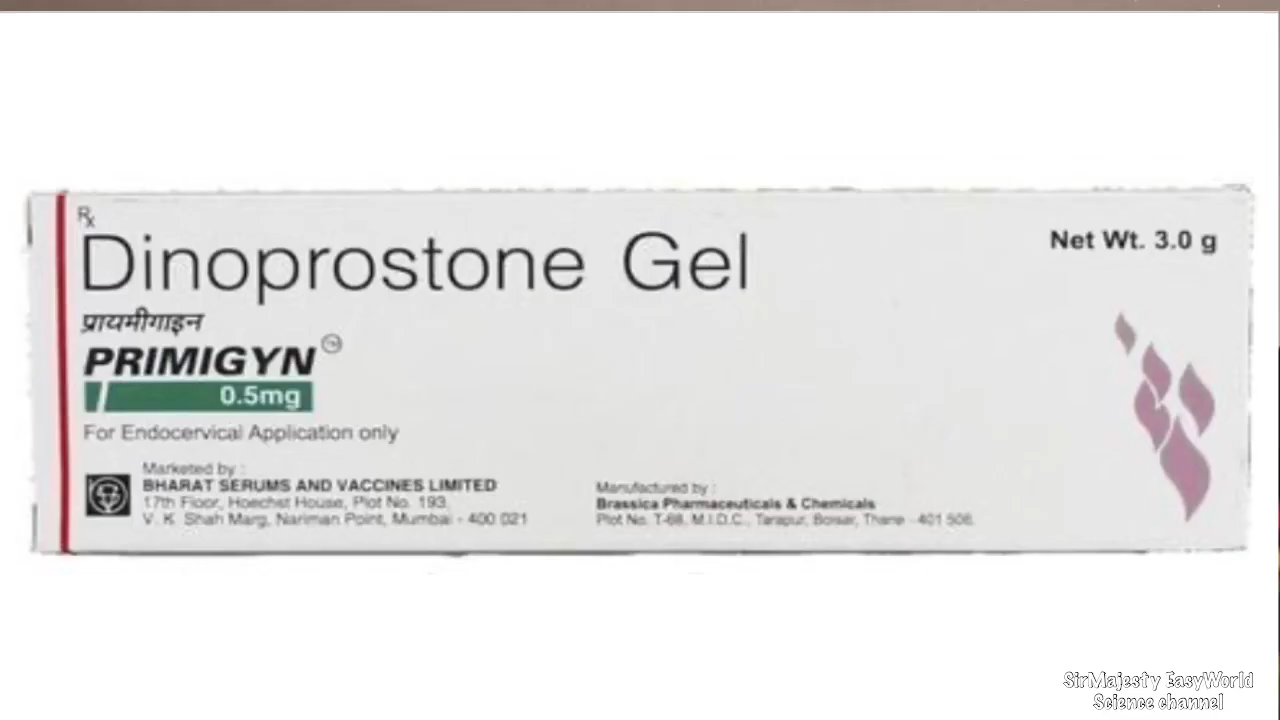 Rx
Dinoprostone Gel
Net Wt. 3.0 g
प्रायमीगाइन
PRIMIGYN TM
0.5mg
For Endocervical Application only
Marketed by :
BHARAT SERUMS AND VACCINES LIMITED
17th Floor, Hoechst House, Plot No. 193,
V. K. Shah Marg, Nariman Point, Mumbai - 400 021
Manufactured by :
Brassica Pharmaceuticals & Chemicals
Plot No. T-68, M.I.D.C., Tarapur, Boisar, Thane - 401 506.
SirMajesty EasyWorld
Science channel